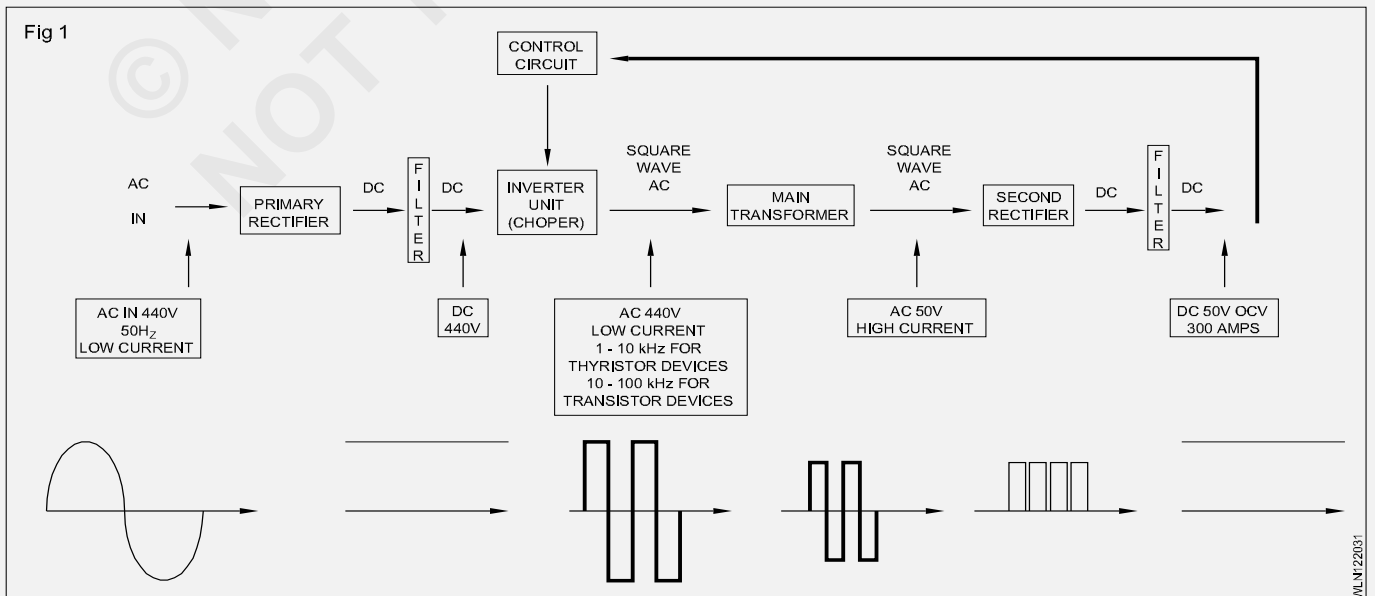 © N
NOT
Fig 1
CONTROL
CIRCUIT
AC
IN
PRIMARY
RECTIFIER
DC
FILTER
DC
INVERTER
UNIT
(CHOPER)
SQUARE
WAVE
AC
MAIN
TRANSFORMER
SQUARE
WAVE
AC
SECOND
RECTIFIER
DC
FILTER
DC
AC IN 440V
50HZ
LOW CURRENT
DC
440V
AC 440V
LOW CURRENT
1 - 10 kHz FOR
THYRISTOR DEVICES
10 - 100 kHz FOR
TRANSISTOR DEVICES
AC 50V
HIGH CURRENT
DC 50V OCV
300 AMPS
WLN122031